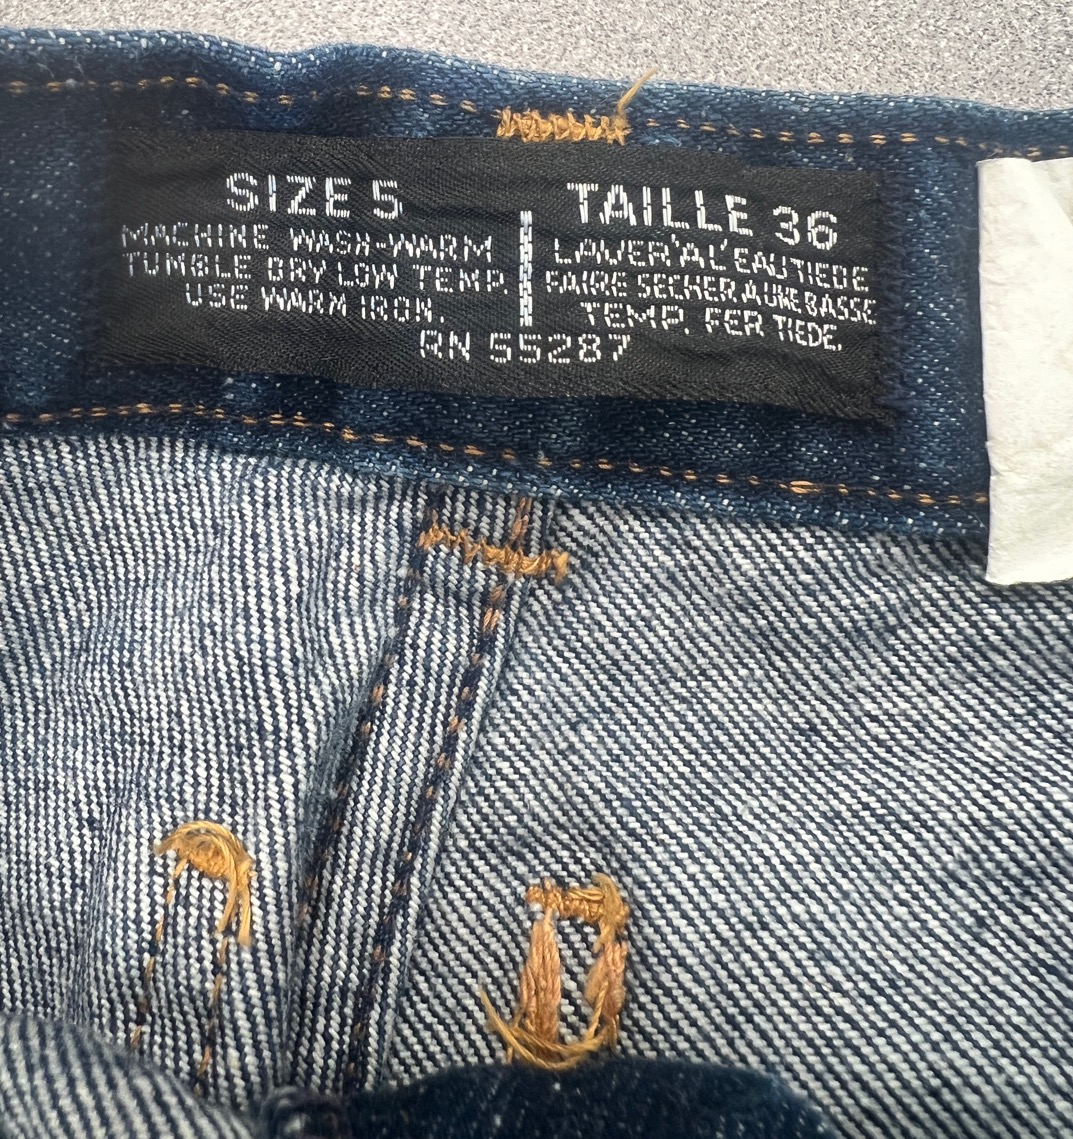 SIZE 5
MACHINE WASH-WARM
TUMBLE DRY LOW TEMP.
USE WARM IRON.
TAILLE 36
LAVER'A L'EAU TIEDE
FAIRE SECHER A UNE BASSE
TEMP. FER TIEDE.
RN 55287